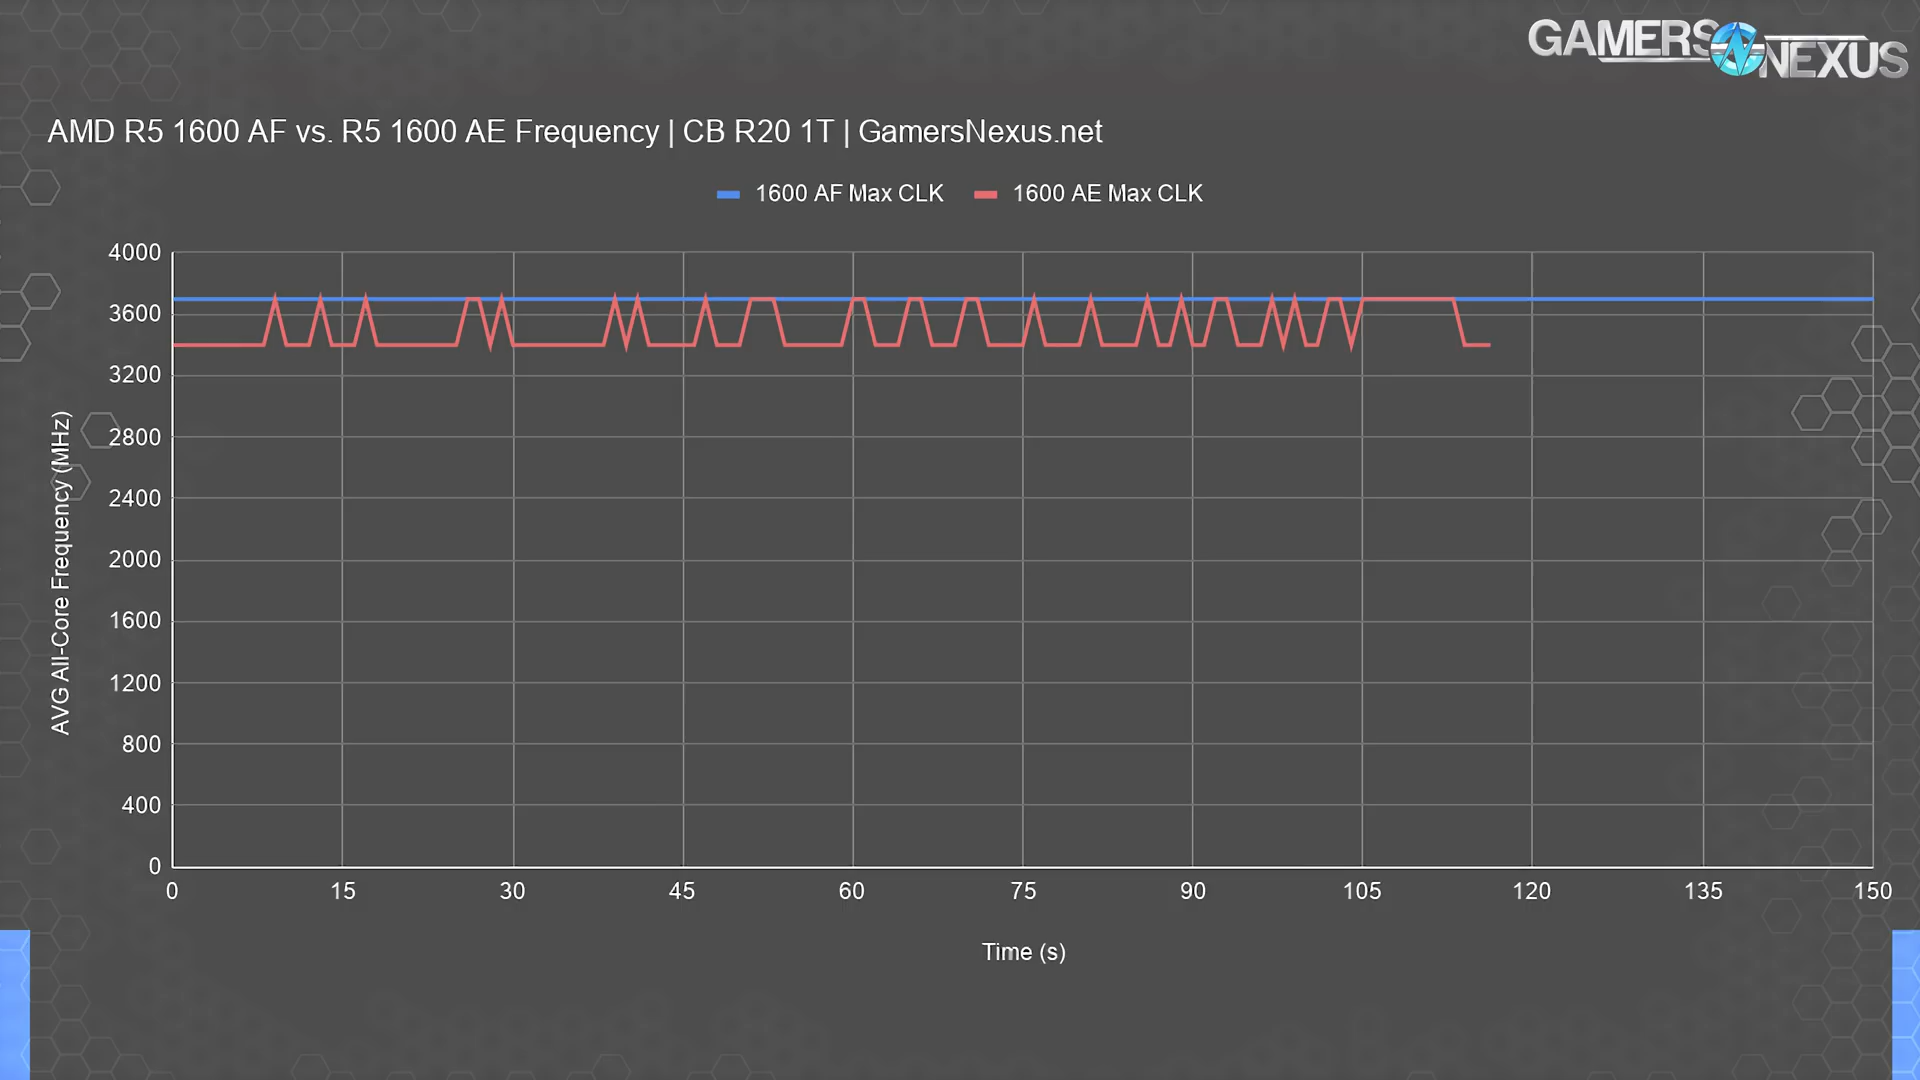 GAMERS NEXUS
AMD R5 1600 AF vs. R5 1600 AE Frequency | CB R20 1T | GamersNexus.net
1600 AF Max CLK
1600 AE Max CLK
AVG All-Core Frequency (MHz)
4000
3600
3200
2800
2400
2000
1600
1200
800
400
0
0 15 30 45 60 75 90 105 120 135 150
Time (s)